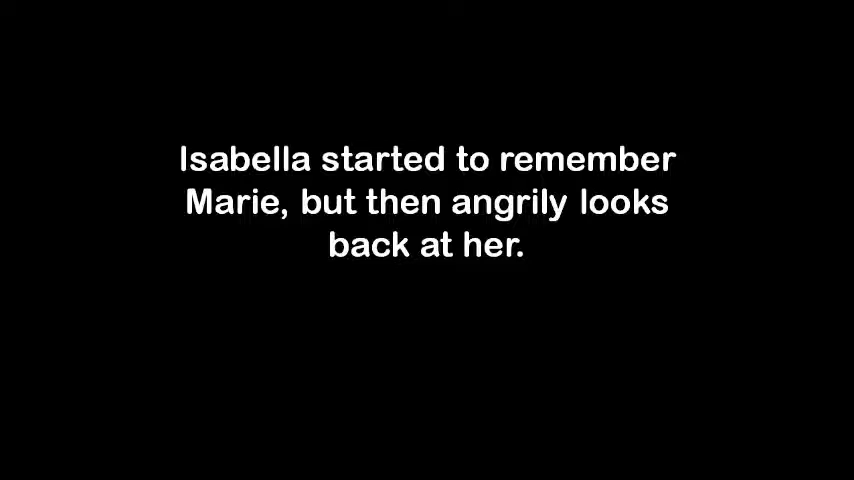 Isabella started to remember
Marie, but then angrily looks
back at her.